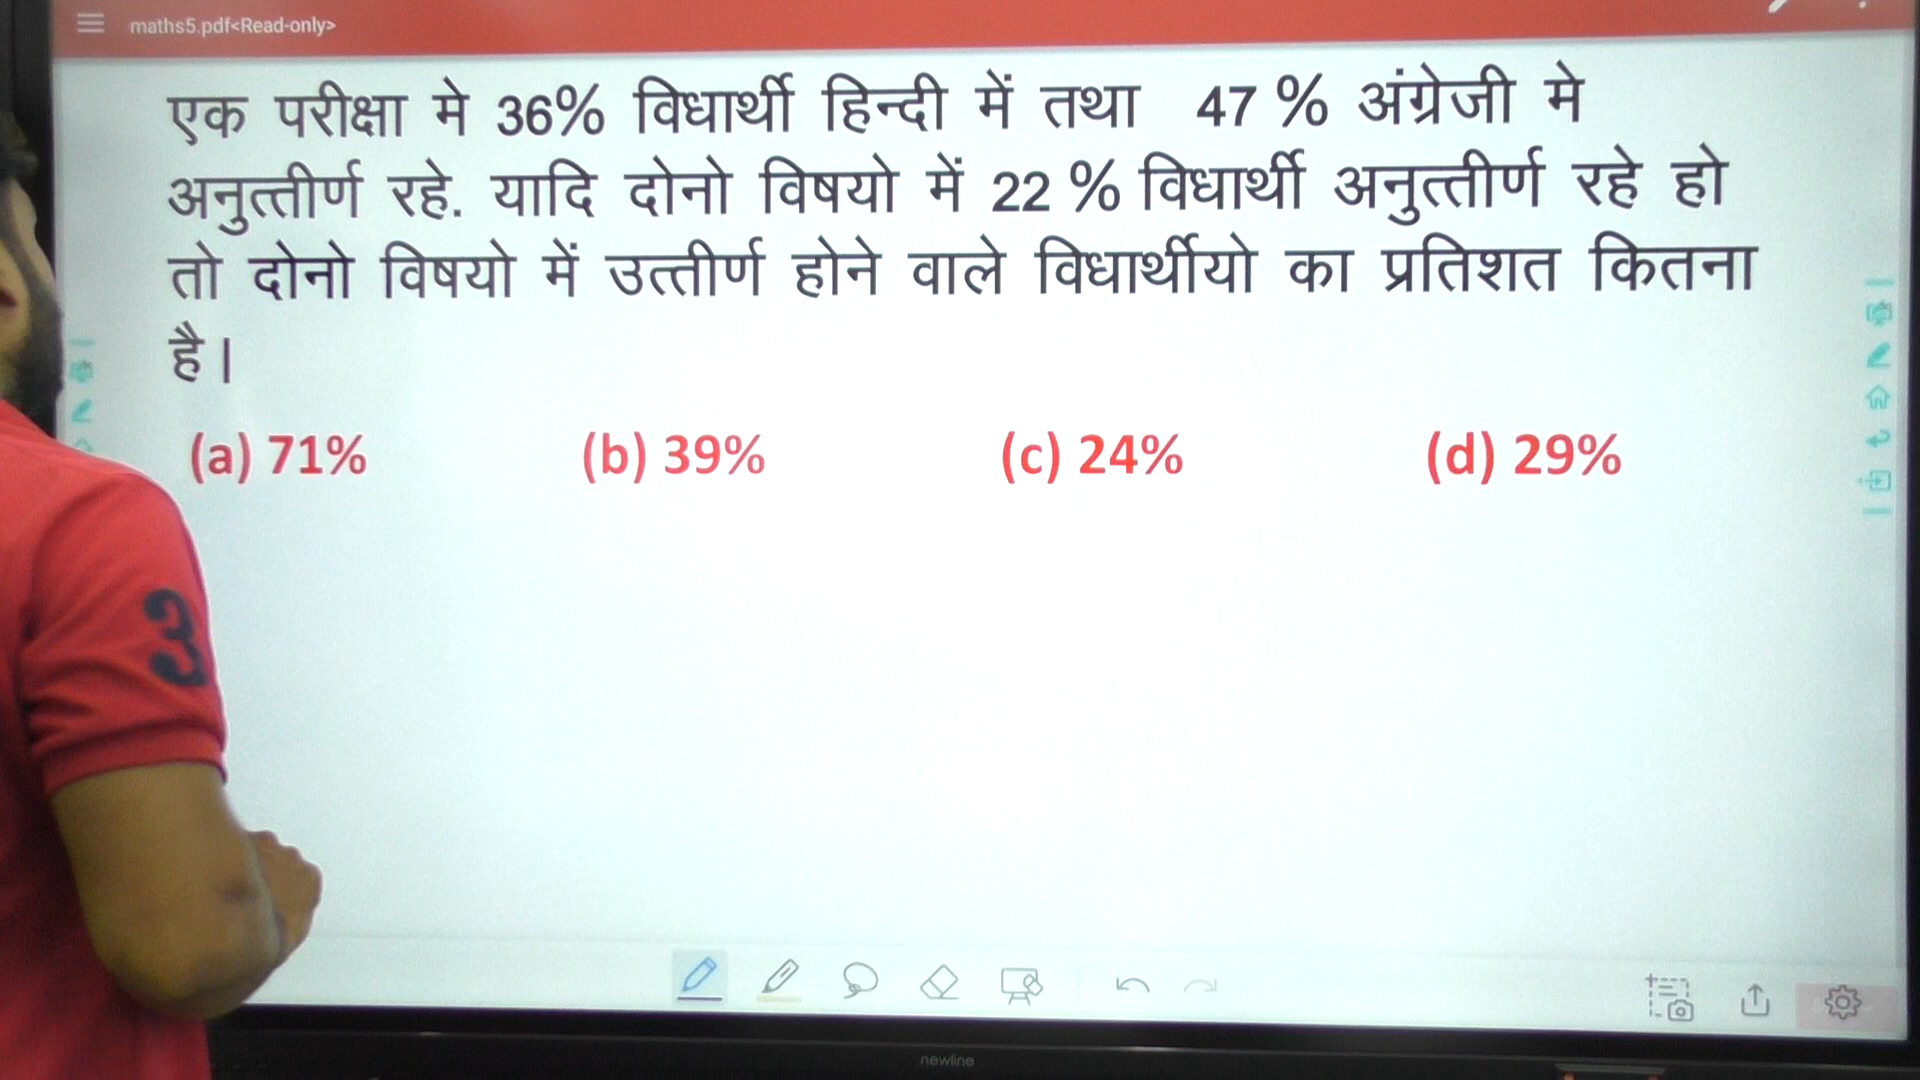 maths5.pdf<Read-only>
एक परीक्षा मे 36% विधार्थी हिन्दी में तथा 47 % अंग्रेजी मे
अनुत्तीर्ण रहे. यादि दोनो विषयो में 22 % विधार्थी अनुत्तीर्ण रहे हो
तो दोनो विषयो में उत्तीर्ण होने वाले विधार्थीयो का प्रतिशत कितना
है।
(a) 71% (b) 39% (c) 24% (d) 29%
3
newline